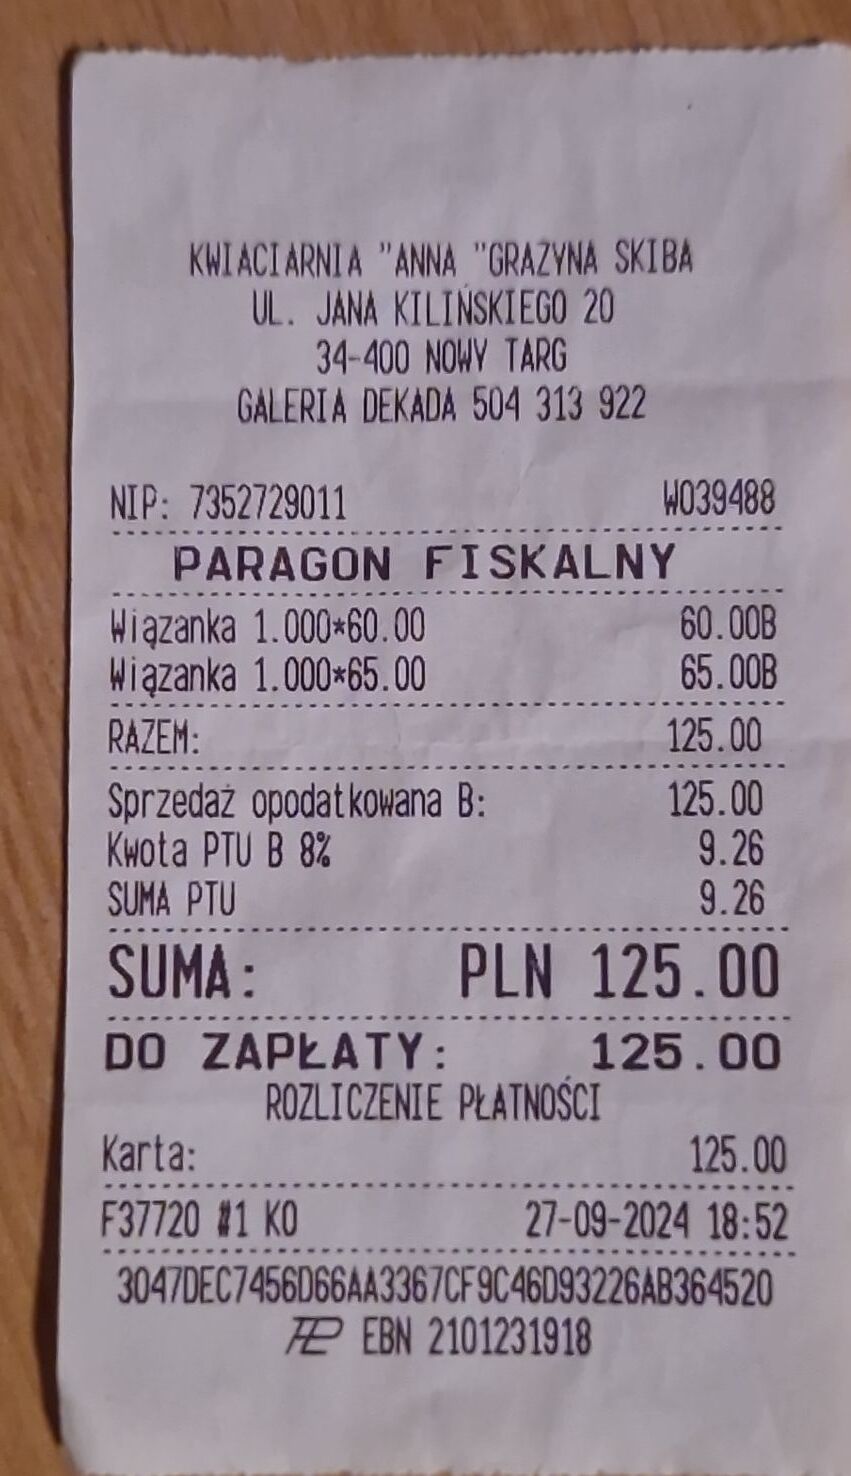 KWIACIARNIA "ANNA "GRAZYNA SKIBA
UL. JANA KILIŃSKIEGO 20
34-400 NOWY TARG
GALERIA DEKADA 504 313 922
NIP: 7352729011 W039488
PARAGON FISKALNY
Wiązanka 1.000*60.00 60.00B
Wiązanka 1.000*65.00 65.00B
RAZEM: 125.00
Sprzedaż opodatkowana B: 125.00
Kwota PTU B 8% 9.26
SUMA PTU 9.26
SUMA: PLN 125.00
DO ZAPŁATY: 125.00
ROZLICZENIE PŁATNOŚCI
Karta: 125.00
F37720 #1 KO 27-09-2024 18:52
3047DEC7456D66AA3367CF9C46D93226AB364520
EBN 2101231918